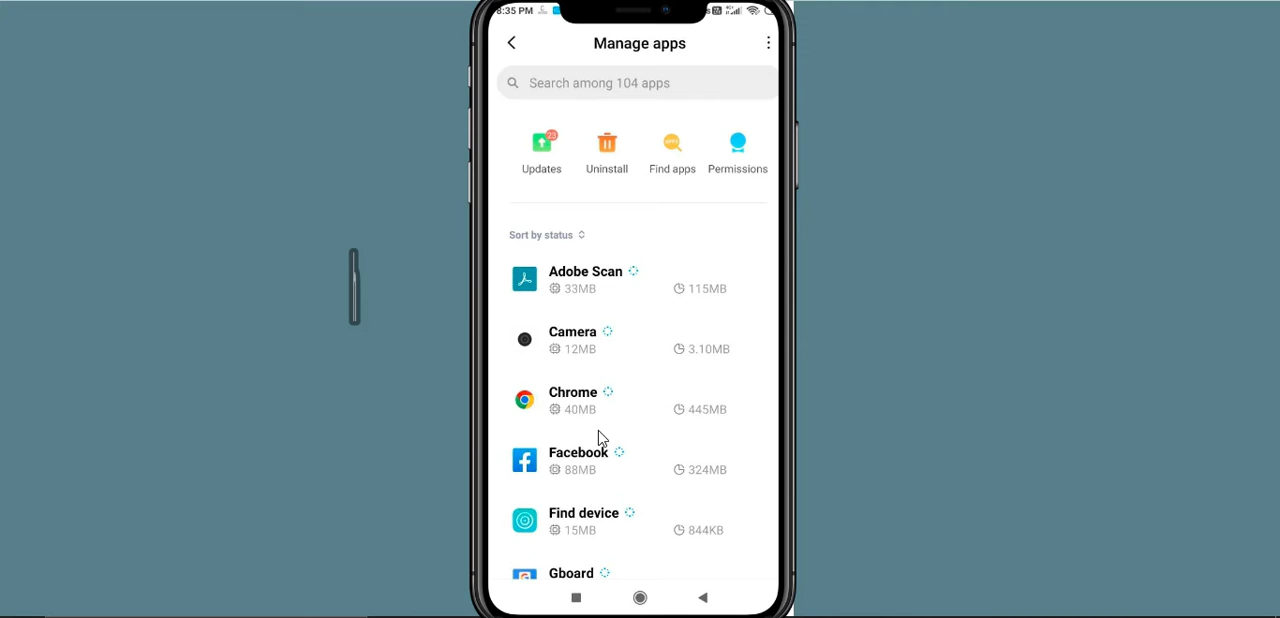 8:35 PM
Manage apps
Search among 104 apps
23
Updates Uninstall Find apps Permissions
Sort by status
Adobe Scan
33MB 115MB
Camera
12MB 3.10MB
Chrome
40MB 445MB
Facebook
88MB 324MB
Find device
15MB 844KB
Gboard